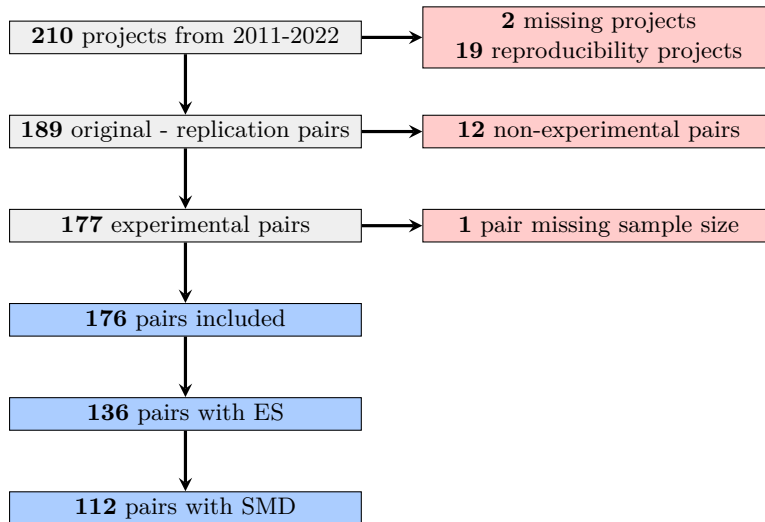 210 projects from 2011-2022
2 missing projects
19 reproducibility projects
189 original - replication pairs
12 non-experimental pairs
177 experimental pairs
1 pair missing sample size
176 pairs included
136 pairs with ES
112 pairs with SMD